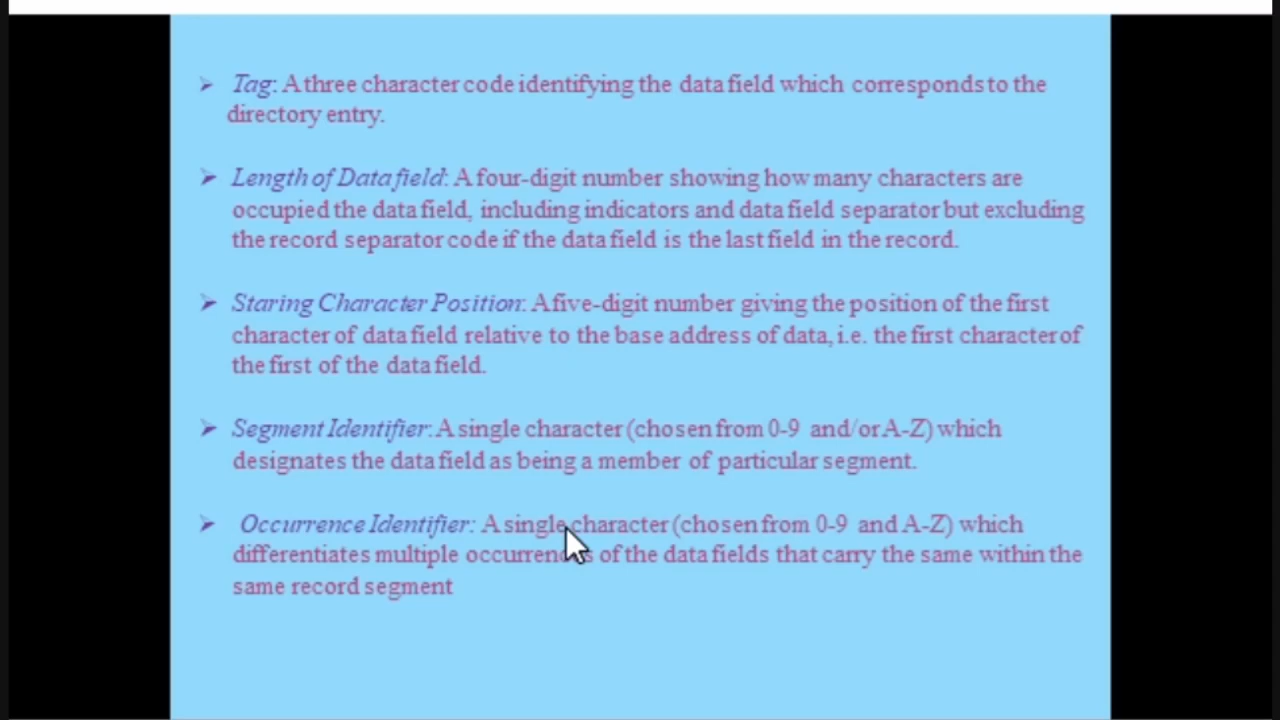 ➢ Tag: A three character code identifying the data field which corresponds to the
directory entry.
➢ Length of Data field: A four-digit number showing how many characters are
occupied the data field, including indicators and data field separator but excluding
the record separator code if the data field is the last field in the record.
➢ Staring Character Position: A five-digit number giving the position of the first
character of data field relative to the base address of data, i.e. the first character of
the first of the data field.
➢ Segment Identifier: A single character (chosen from 0-9 and/or A-Z) which
designates the data field as being a member of particular segment.
➢ Occurrence Identifier: A single character (chosen from 0-9 and A-Z) which
differentiates multiple occurrences of the data fields that carry the same within the
same record segment